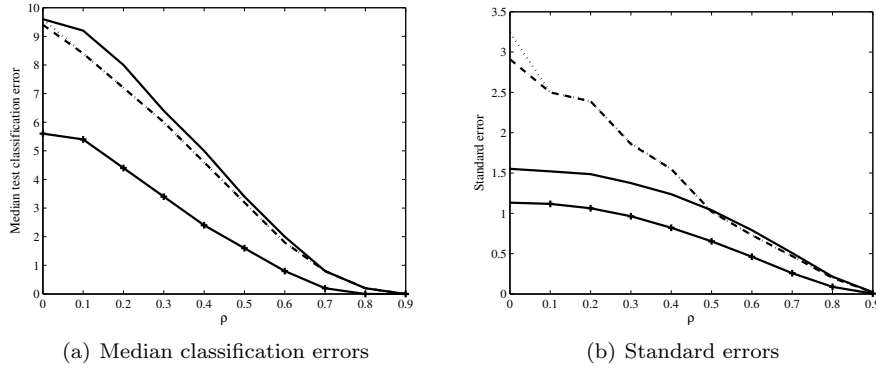 Median test classification error
10
9
8
7
6
5
4
3
2
1
0
0 0.1 0.2 0.3 0.4 0.5 0.6 0.7 0.8 0.9
ρ
(a) Median classification errors
Standard error
3.5
3
2.5
2
1.5
1
0.5
0
0 0.1 0.2 0.3 0.4 0.5 0.6 0.7 0.8 0.9
ρ
(b) Standard errors